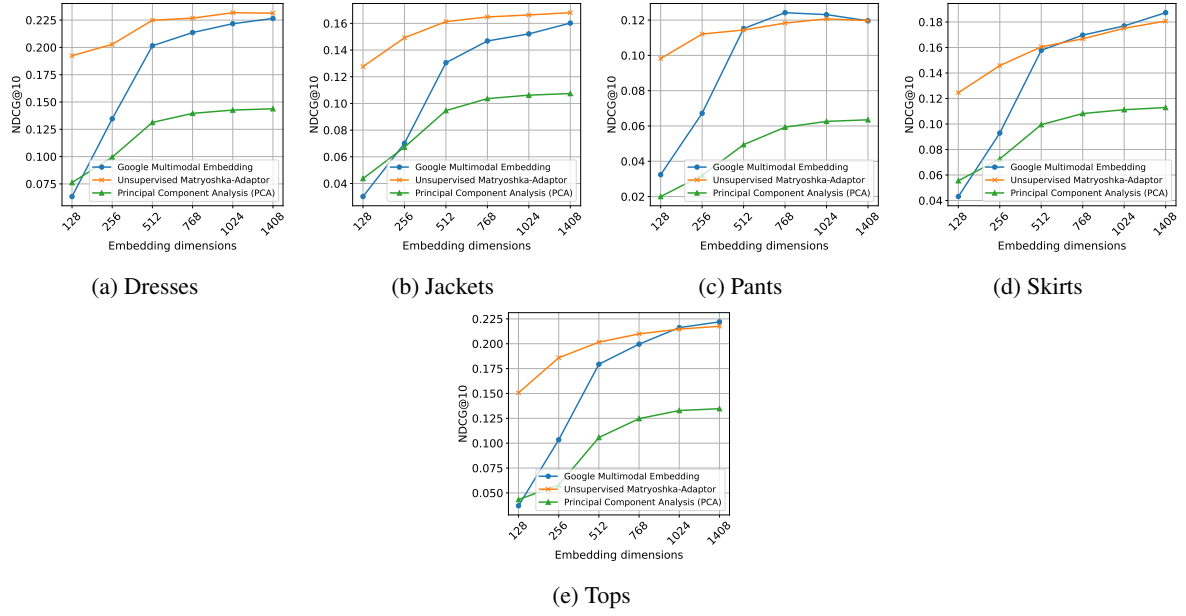 0.225
0.200
0.175
0.150
0.125
0.100
0.075
NDCG@10
Google Multimodal Embedding
Unsupervised Matryoshka-Adaptor
Principal Component Analysis (PCA)
128
256
512
768
1024
1408
Embedding dimensions
(a) Dresses
0.16
0.14
0.12
0.10
0.08
0.06
0.04
NDCG@10
Google Multimodal Embedding
Unsupervised Matryoshka-Adaptor
Principal Component Analysis (PCA)
128
256
512
768
1024
1408
Embedding dimensions
(b) Jackets
0.12
0.10
0.08
0.06
0.04
0.02
NDCG@10
Google Multimodal Embedding
Unsupervised Matryoshka-Adaptor
Principal Component Analysis (PCA)
128
256
512
768
1024
1408
Embedding dimensions
(c) Pants
0.18
0.16
0.14
0.12
0.10
0.08
0.06
0.04
NDCG@10
Google Multimodal Embedding
Unsupervised Matryoshka-Adaptor
Principal Component Analysis (PCA)
128
256
512
768
1024
1408
Embedding dimensions
(d) Skirts
0.225
0.200
0.175
0.150
0.125
0.100
0.075
0.050
NDCG@10
Google Multimodal Embedding
Unsupervised Matryoshka-Adaptor
Principal Component Analysis (PCA)
128
256
512
768
1024
1408
Embedding dimensions
(e) Tops